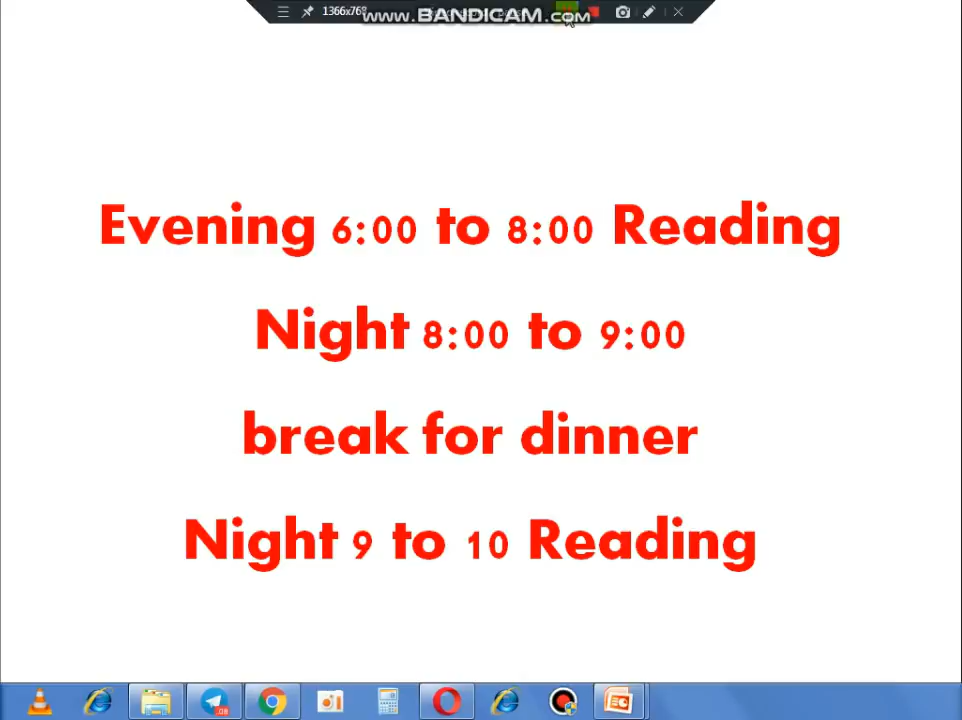 1366x768
www.BANDICAM.com
Evening 6:00 to 8:00 Reading
Night 8:00 to 9:00
break for dinner
Night 9 to 10 Reading